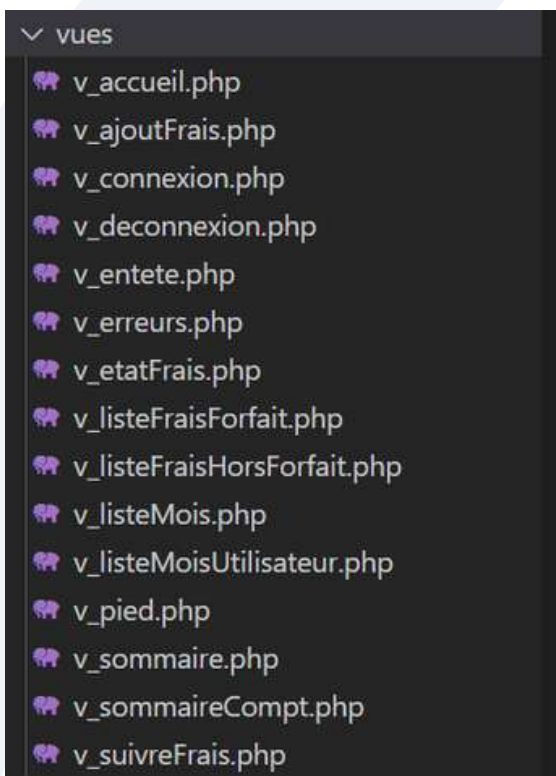 vues
v_accueil.php
v_ajoutFrais.php
v_connexion.php
v_deconnexion.php
v_entete.php
v_erreurs.php
v_etatFrais.php
v_listeFraisForfait.php
v_listeFraisHorsForfait.php
v_listeMois.php
v_listeMoisUtilisateur.php
v_pied.php
v_sommaire.php
v_sommaireCompt.php
v_suivreFrais.php